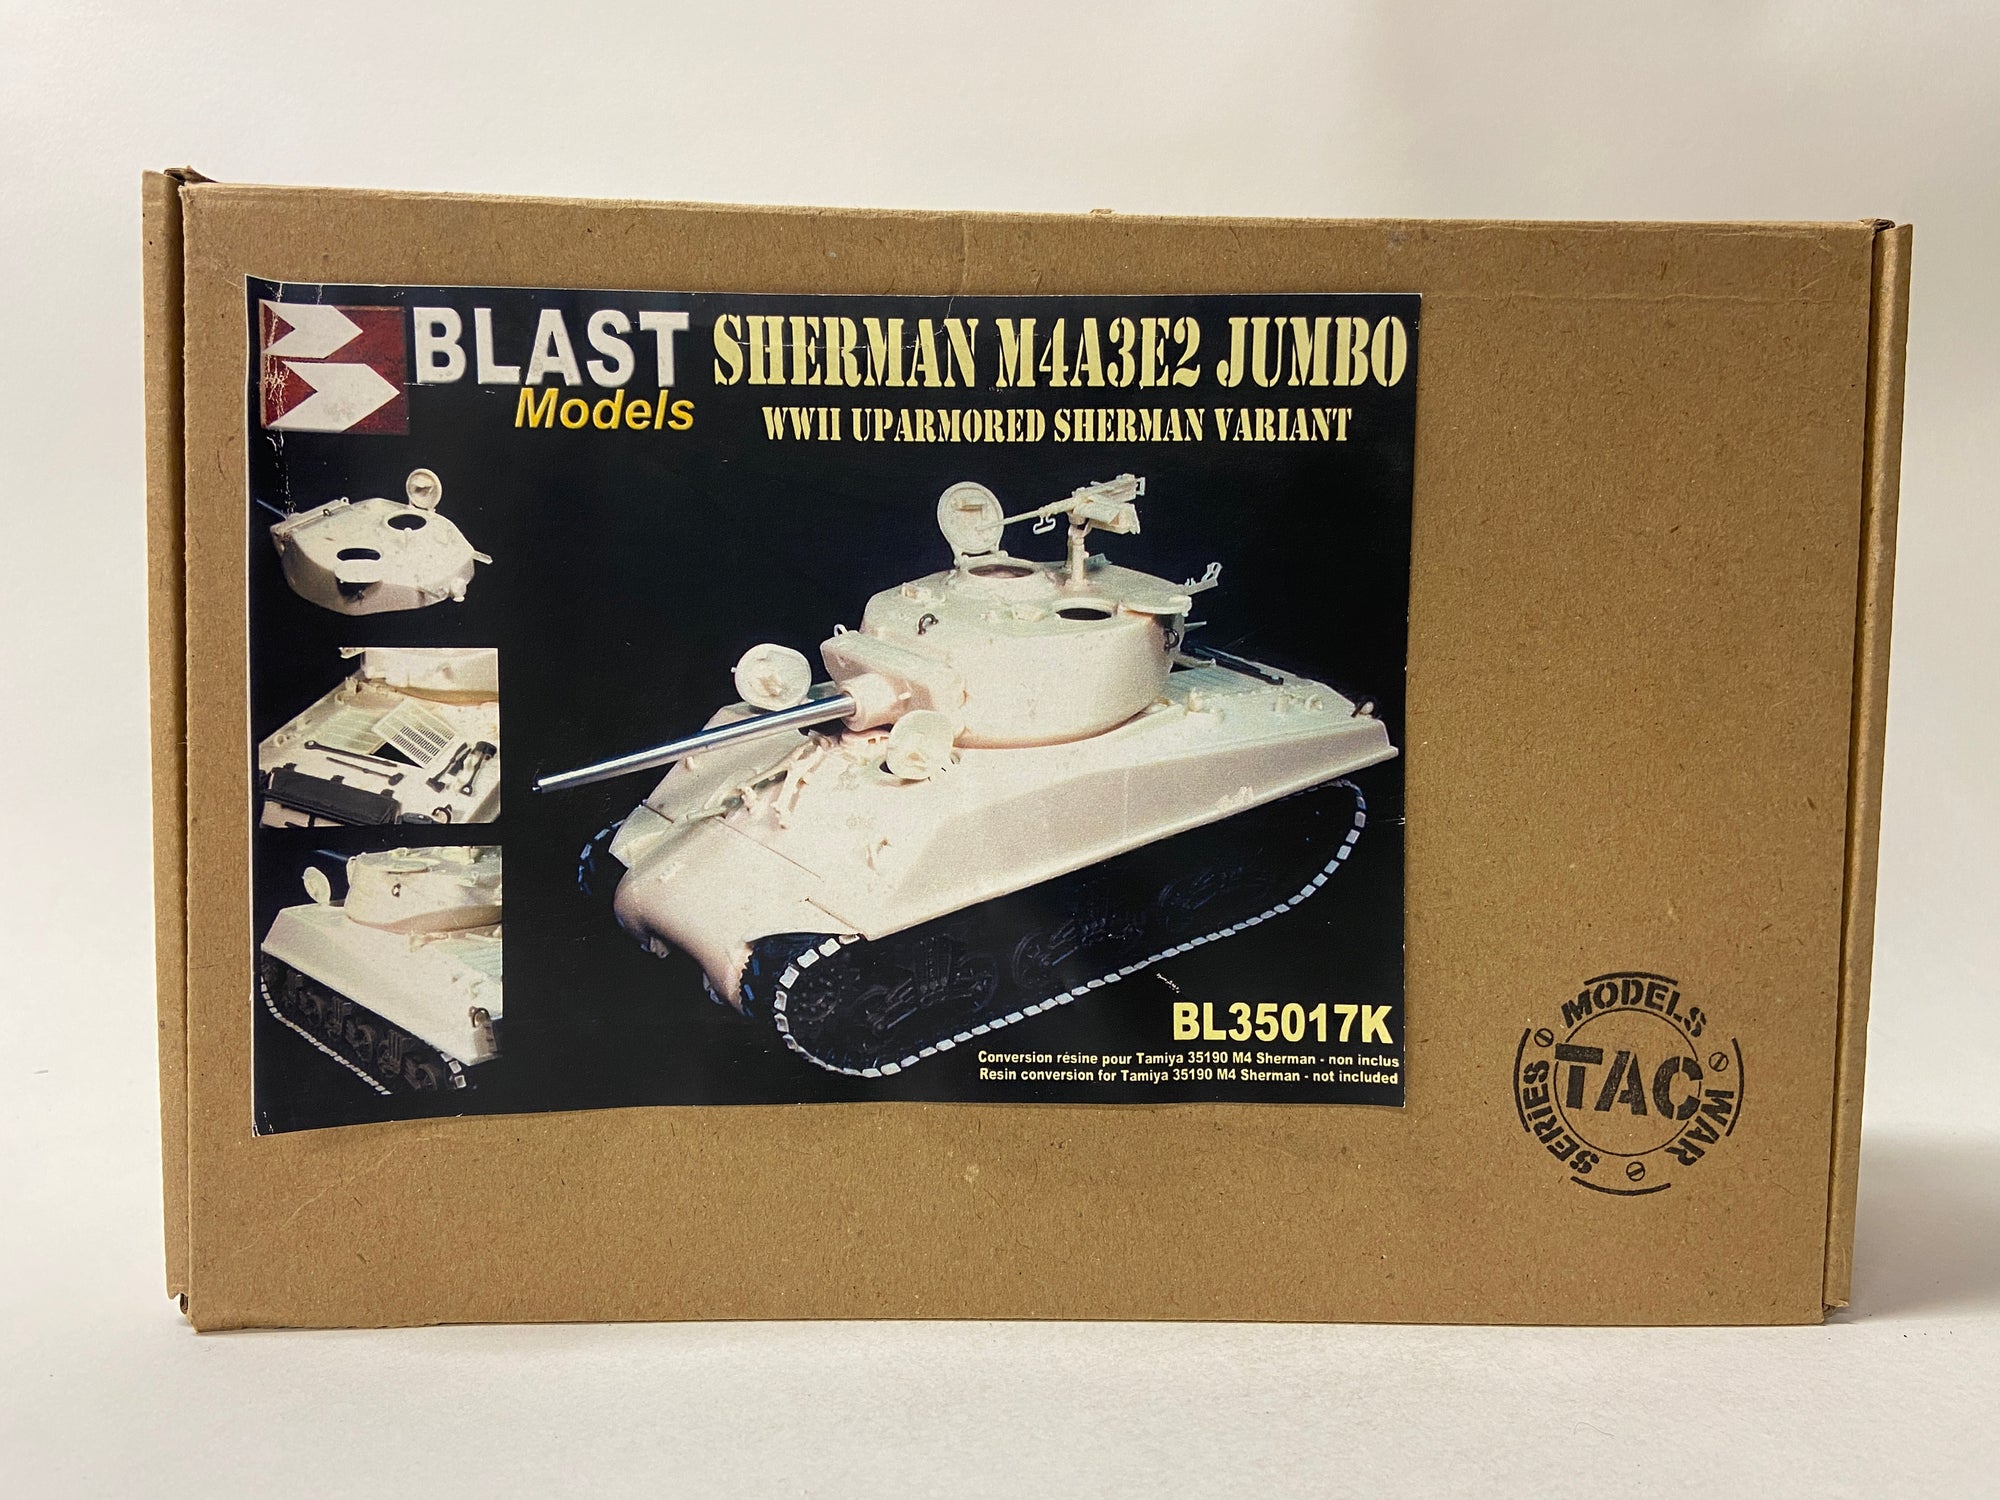 BLAST
Models
SHERMAN M4A3E2 JUMBO
WWII UPARMORED SHERMAN VARIANT
BL35017K
Conversion résine pour Tamiya 35190 M4 Sherman - non inclus
Resin conversion for Tamiya 35190 M4 Sherman - not included
MODELS
TAC
WAR
SERiES